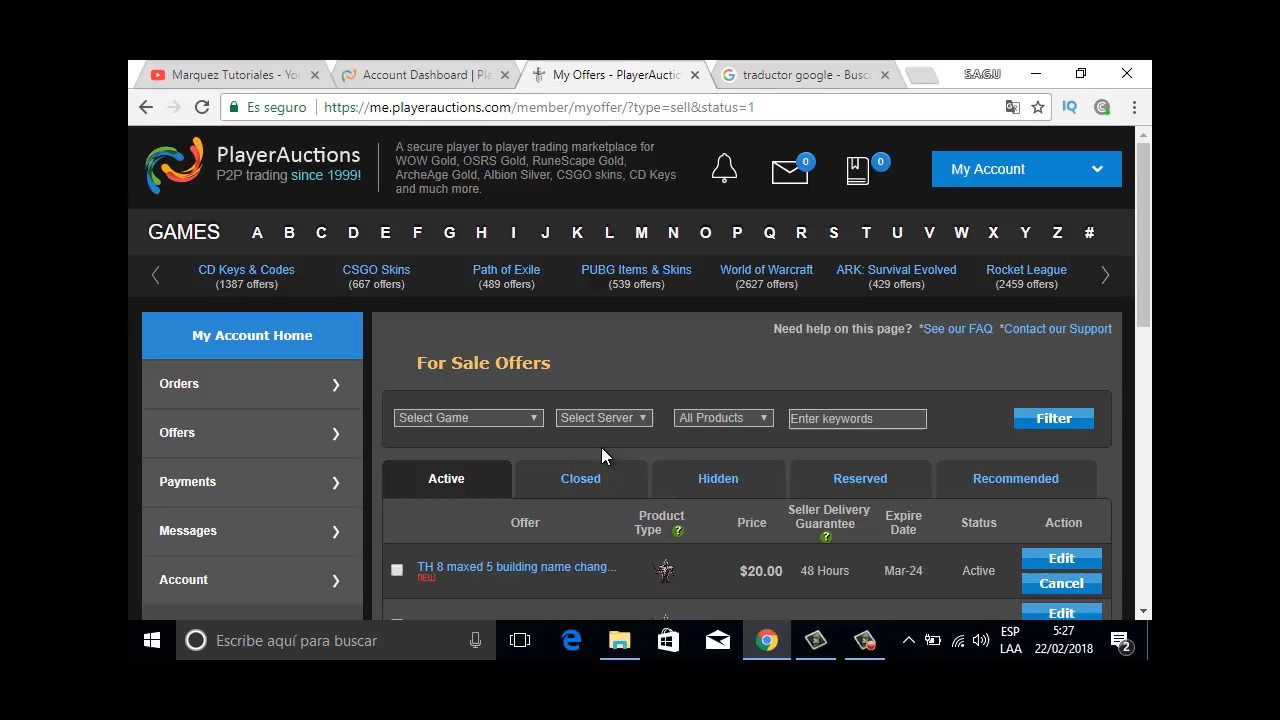 Marquez Tutoriales - Yo
Account Dashboard | Pla
My Offers - PlayerAuctio
traductor google - Busca
S.A.G.U
Es seguro
https://me.playerauctions.com/member/myoffer/?type=sell&status=1
IQ
PlayerAuctions
P2P trading since 1999!
A secure player to player trading marketplace for
WOW Gold, OSRS Gold, RuneScape Gold,
ArcheAge Gold, Albion Silver, CSGO skins, CD Keys
and much more.
0
0
My Account
GAMES A B C D E F G H I J K L M N O P Q R S T U V W X Y Z #
CD Keys & Codes
(1387 offers)
CSGO Skins
(667 offers)
Path of Exile
(489 offers)
PUBG Items & Skins
(539 offers)
World of Warcraft
(2627 offers)
ARK: Survival Evolved
(429 offers)
Rocket League
(2459 offers)
My Account Home
Orders
Offers
Payments
Messages
Account
Need help on this page? *See our FAQ *Contact our Support
For Sale Offers
Select Game
Select Server
All Products
Enter keywords
Filter
Active
Closed
Hidden
Reserved
Recommended
Offer
Product
Type ?
Price
Seller Delivery
Guarantee
?
Expire
Date
Status
Action
TH 8 maxed 5 building name chang...
new
$20.00
48 Hours
Mar-24
Active
Edit
Cancel
Edit
Escribe aquí para buscar
ESP
LAA
5:27
22/02/2018
2